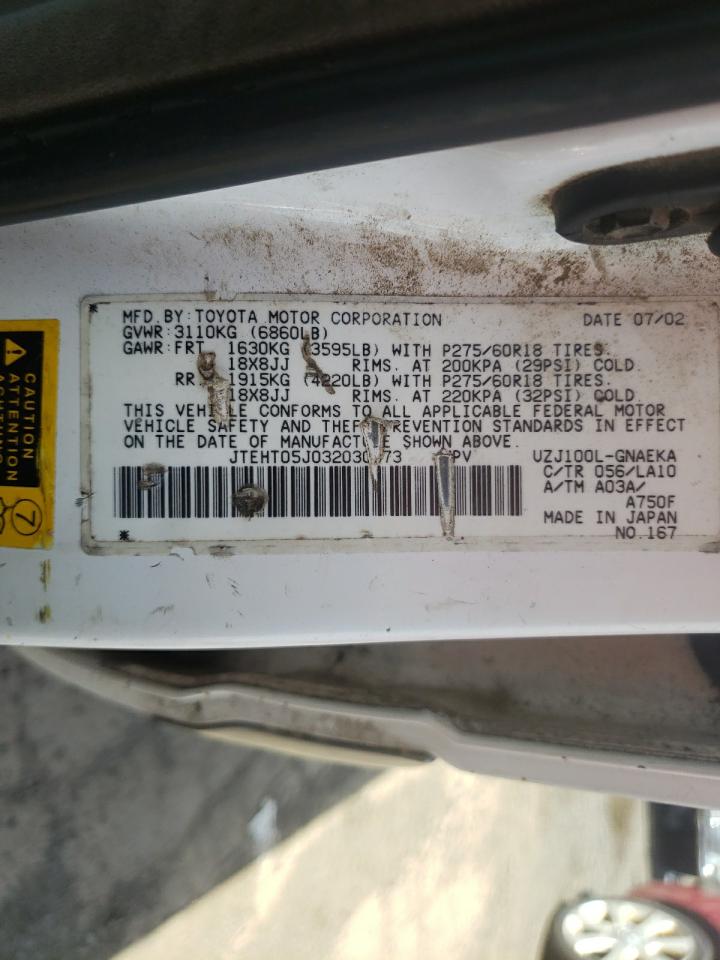 MFD. BY: TOYOTA MOTOR CORPORATION DATE 07/02
GVWR: 3110KG (6860LB)
GAWR: FRT. 1630KG (3595LB) WITH P275/60R18 TIRES.
18X8JJ RIMS. AT 200KPA (29PSI) COLD.
RR. 1915KG (4220LB) WITH P275/60R18 TIRES.
18X8JJ RIMS. AT 220KPA (32PSI) COLD.
THIS VEHICLE CONFORMS TO ALL APPLICABLE FEDERAL MOTOR
VEHICLE SAFETY AND THEFT PREVENTION STANDARDS IN EFFECT
ON THE DATE OF MANUFACTURE SHOWN ABOVE.
UZJ100L-GNAEKA
C/TR 056/LA10
A/TM A03A/
A750F
MADE IN JAPAN
NO.167
CAUTION
ATTENTION
7